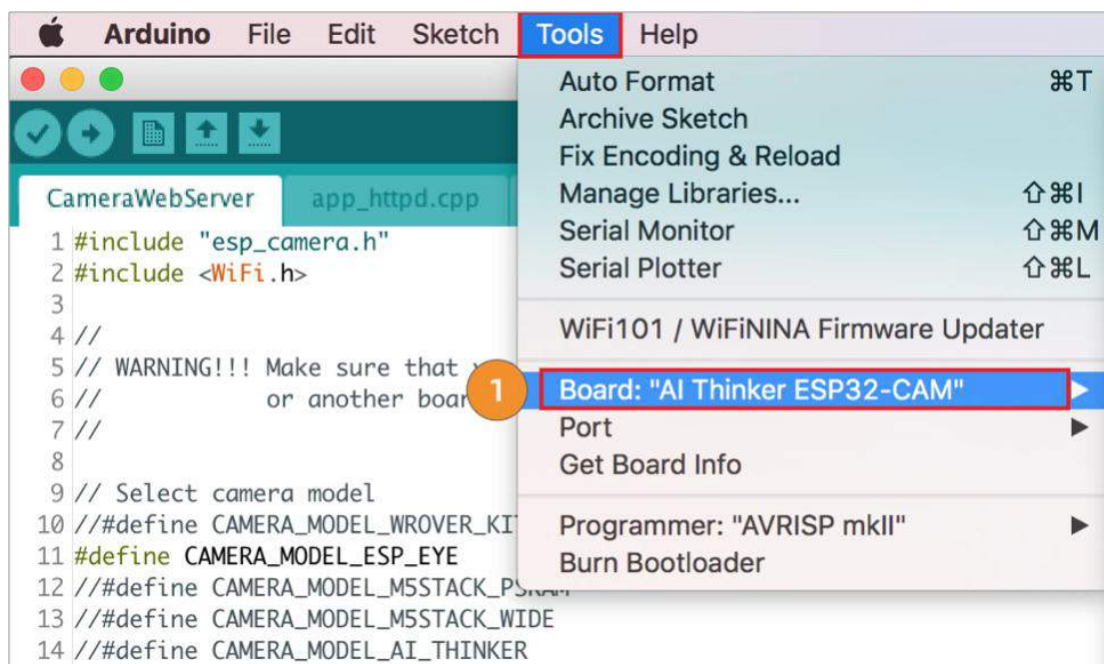 Arduino File Edit Sketch Tools Help
Auto Format ⌘T
Archive Sketch
Fix Encoding & Reload
Manage Libraries... ⇧⌘I
Serial Monitor ⇧⌘M
Serial Plotter ⇧⌘L
WiFi101 / WiFiNINA Firmware Updater
1
Board: "AI Thinker ESP32-CAM"
Port
Get Board Info
Programmer: "AVRISP mkII"
Burn Bootloader
CameraWebServer app_httpd.cpp
1 #include "esp_camera.h"
2 #include <WiFi.h>
3
4 //
5 // WARNING!!! Make sure that
6 // or another boar
7 //
8
9 // Select camera model
10 //#define CAMERA_MODEL_WROVER_KIT
11 #define CAMERA_MODEL_ESP_EYE
12 //#define CAMERA_MODEL_M5STACK_PSRAM
13 //#define CAMERA_MODEL_M5STACK_WIDE
14 //#define CAMERA_MODEL_AI_THINKER